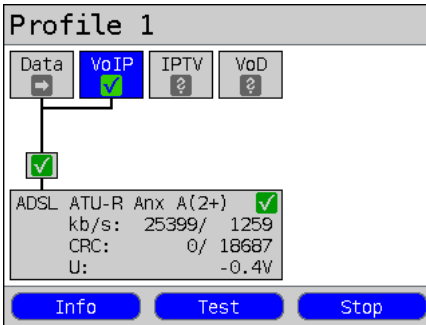 Profile 1
Data VoIP IPTV VoD
ADSL ATU-R Anx A(2+)
kb/s: 25399/ 1259
CRC: 0/ 18687
U: -0.4V
Info Test Stop